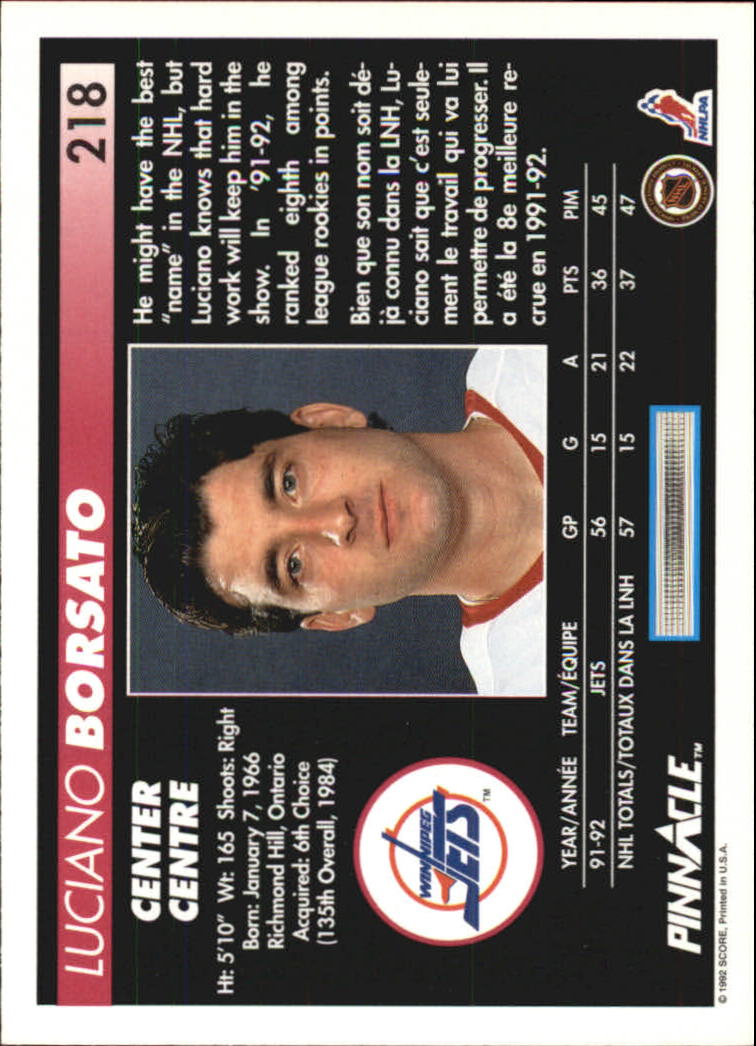 LUCIANO BORSATO 218
CENTER
CENTRE
Ht: 5'10" Wt: 165 Shoots: Right
Born: January 7, 1966
Richmond Hill, Ontario
Acquired: 6th Choice
(135th Overall, 1984)
WINNIPEG
JETS
TM
He might have the best
"name" in the NHL, but
Luciano knows that hard
work will keep him in the
show. In '91-92, he
ranked eighth among
league rookies in points.
Bien que son nom soit dé-
jà connu dans la LNH, Lu-
ciano sait que c'est seule-
ment le travail qui va lui
permettre de progresser. Il
a été la 8e meilleure re-
crue en 1991-92.
YEAR/ANNÉE TEAM/ÉQUIPE GP G A PTS PIM
91-92 JETS 56 15 21 36 45
NHL TOTALS/TOTAUX DANS LA LNH 57 15 22 37 47
PINNACLE TM
NHL
NHLPA
© 1992 SCORE, Printed in U.S.A.